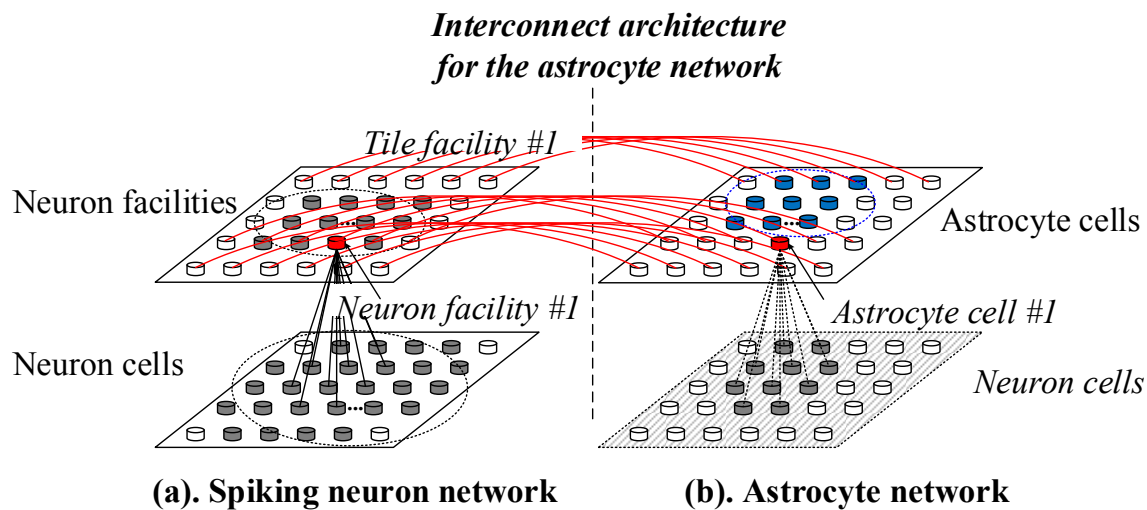 Interconnect architecture
for the astrocyte network
Tile facility #1
Neuron facilities
Astrocyte cells
Neuron facility #1
Astrocyte cell #1
Neuron cells
Neuron cells
(a). Spiking neuron network
(b). Astrocyte network